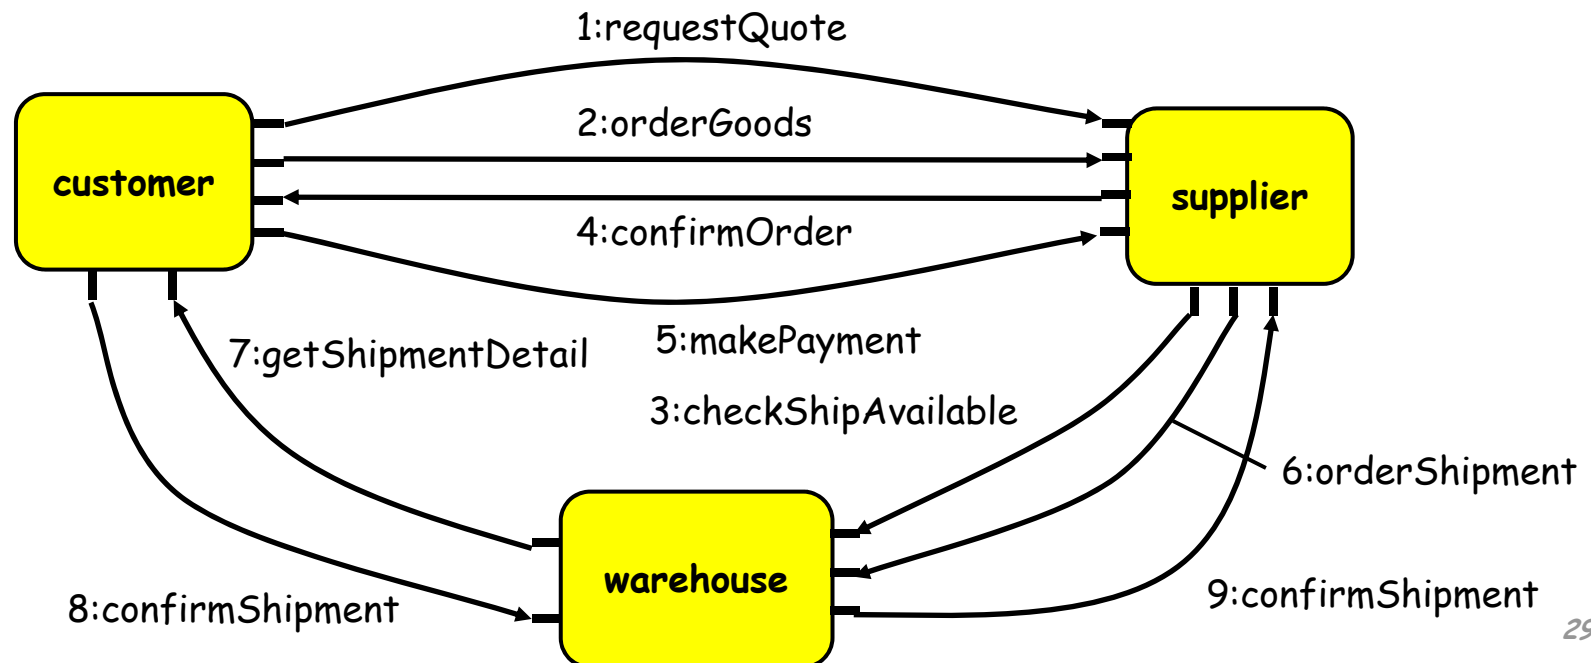 1:requestQuote
2:orderGoods
customer
supplier
4:confirmOrder
5:makePayment
7:getShipmentDetail
3:checkShipAvailable
6:orderShipment
warehouse
8:confirmShipment
9:confirmShipment
29